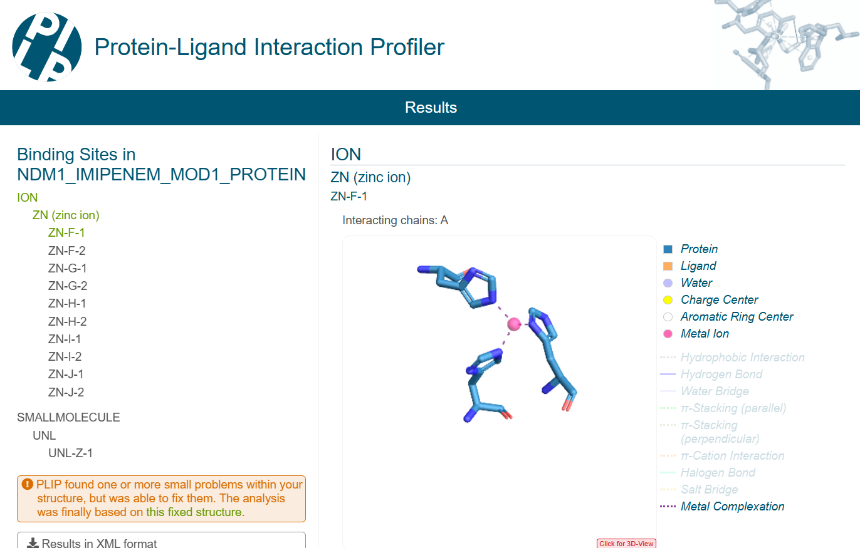 PLIP
Protein-Ligand Interaction Profiler
Results
Binding Sites in
NDM1_IMIPENEM_MOD1_PROTEIN
ION
ZN (zinc ion)
ZN-F-1
ZN-F-2
ZN-G-1
ZN-G-2
ZN-H-1
ZN-H-2
ZN-I-1
ZN-I-2
ZN-J-1
ZN-J-2
SMALLMOLECULE
UNL
UNL-Z-1
PLIP found one or more small problems within your
structure, but was able to fix them. The analysis
was finally based on this fixed structure.
Results in XML format
ION
ZN (zinc ion)
ZN-F-1
Interacting chains: A
Protein
Ligand
Water
Charge Center
Aromatic Ring Center
Metal Ion
Hydrophobic Interaction
Hydrogen Bond
Water Bridge
π-Stacking (parallel)
π-Stacking
(perpendicular)
π-Cation Interaction
Halogen Bond
Salt Bridge
Metal Complexation
Click for 3D-View